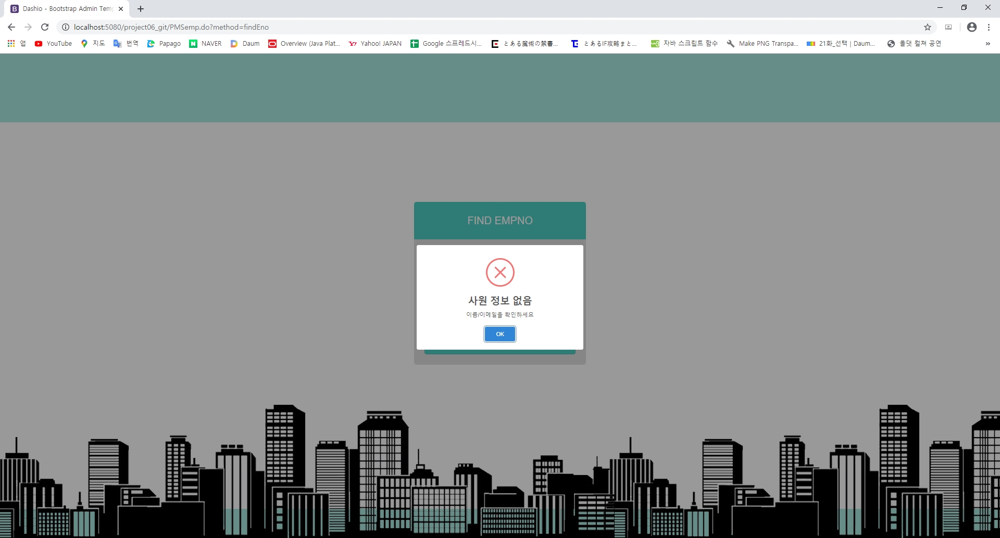 Dashio - Bootstrap Admin Temp
localhost:5080/project06_git/PMSemp.do?method=findEno
앱 YouTube 지도 번역 Papago NAVER Daum Overview (Java Plat... Yahoo! JAPAN Google 스프레드시... とある魔術の禁書... とあるIF攻略まと... 자바 스크립트 함수 Make PNG Transpa... 21화_선택 | Daum... 올댓 컬쳐 공연 »
FIND EMPNO
사원 정보 없음
이름/이메일을 확인하세요
OK